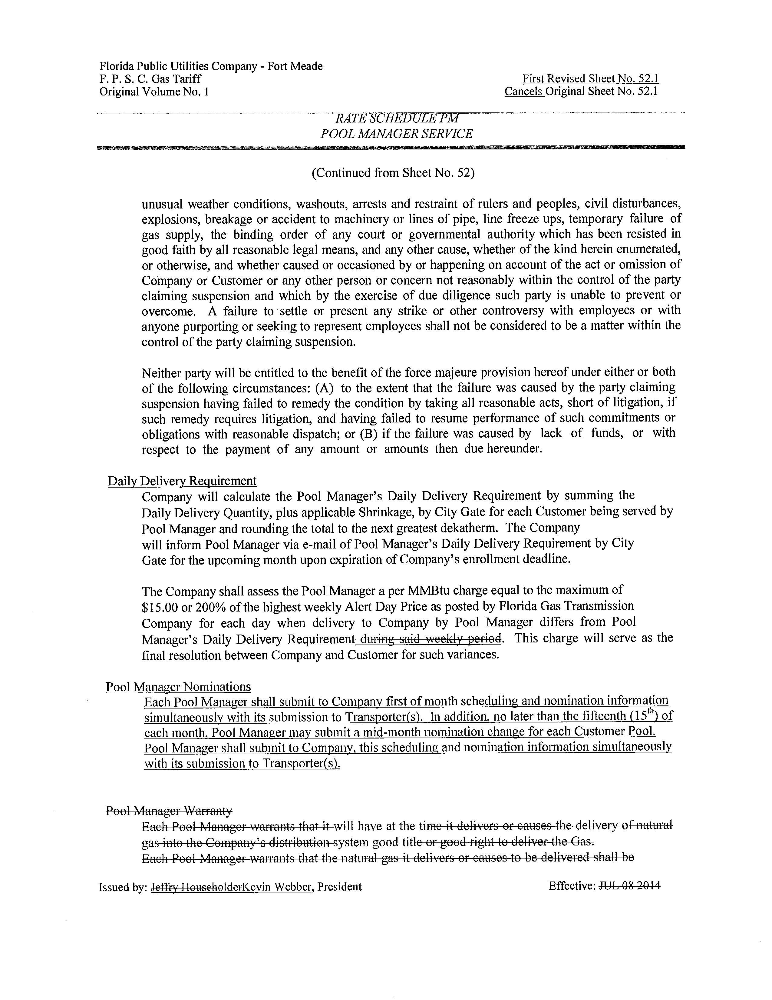 Florida Public Utilities Company - Fort Meade
F. P. S. C. Gas Tariff
First Revised Sheet No. 52.1
Original Volume No. 1
Cancels Original Sheet No. 52.1
RATE SCHEDULE PM
POOL MANAGER SERVICE
(Continued from Sheet No. 52)
unusual weather conditions, washouts, arrests and restraint of rulers and peoples, civil disturbances,
explosions, breakage or accident to machinery or lines of pipe, line freeze ups, temporary failure of
gas supply, the binding order of any court or governmental authority which has been resisted in
good faith by all reasonable legal means, and any other cause, whether of the kind herein enumerated,
or otherwise, and whether caused or occasioned by or happening on account of the act or omission of
Company or Customer or any other person or concern not reasonably within the control of the party
claiming suspension and which by the exercise of due diligence such party is unable to prevent or
overcome. A failure to settle or present any strike or other controversy with employees or with
anyone purporting or seeking to represent employees shall not be considered to be a matter within the
control of the party claiming suspension.
Neither party will be entitled to the benefit of the force majeure provision hereof under either or both
of the following circumstances: (A) to the extent that the failure was caused by the party claiming
suspension having failed to remedy the condition by taking all reasonable acts, short of litigation, if
such remedy requires litigation, and having failed to resume performance of such commitments or
obligations with reasonable dispatch; or (B) if the failure was caused by lack of funds, or with
respect to the payment of any amount or amounts then due hereunder.
Daily Delivery Requirement
Company will calculate the Pool Manager's Daily Delivery Requirement by summing the
Daily Delivery Quantity, plus applicable Shrinkage, by City Gate for each Customer being served by
Pool Manager and rounding the total to the next greatest dekatherm. The Company
will inform Pool Manager via e-mail of Pool Manager's Daily Delivery Requirement by City
Gate for the upcoming month upon expiration of Company's enrollment deadline.
The Company shall assess the Pool Manager a per MMBtu charge equal to the maximum of
$15.00 or 200% of the highest weekly Alert Day Price as posted by Florida Gas Transmission
Company for each day when delivery to Company by Pool Manager differs from Pool
Manager's Daily Delivery Requirement during said weekly period. This charge will serve as the
final resolution between Company and Customer for such variances.
Pool Manager Nominations
Each Pool Manager shall submit to Company first of month scheduling and nomination information
simultaneously with its submission to Transporter(s). In addition, no later than the fifteenth (15th) of
each month, Pool Manager may submit a mid-month nomination change for each Customer Pool.
Pool Manager shall submit to Company, this scheduling and nomination information simultaneously
with its submission to Transporter(s).
Pool Manager Warranty
Each Pool Manager warrants that it will have at the time it delivers or causes the delivery of natural
gas into the Company's distribution system good title or good right to deliver the Gas.
Each Pool Manager warrants that the natural gas it delivers or causes to be delivered shall be
Issued by: Jeffry HouseholderKevin Webber, President
Effective: JUL 08 2014